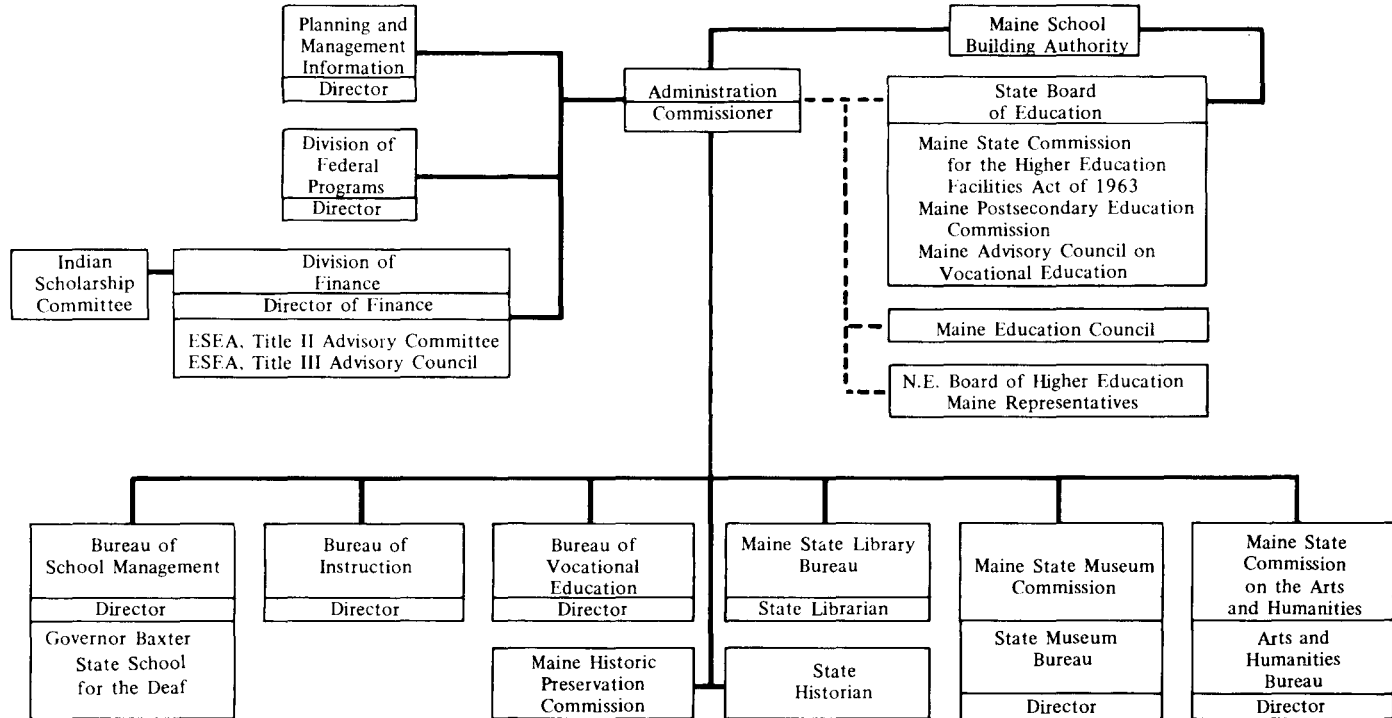 Planning and
Management
Information
Director
Maine School
Building Authority
Administration
Commissioner
State Board
of Education
Maine State Commission
for the Higher Education
Facilities Act of 1963
Maine Postsecondary Education
Commission
Maine Advisory Council on
Vocational Education
Division of
Federal
Programs
Director
Indian
Scholarship
Committee
Division of
Finance
Director of Finance
ESEA, Title II Advisory Committee
ESEA, Title III Advisory Council
Maine Education Council
N.E. Board of Higher Education
Maine Representatives
Bureau of
School Management
Director
Governor Baxter
State School
for the Deaf
Bureau of
Instruction
Director
Bureau of
Vocational
Education
Director
Maine State Library
Bureau
State Librarian
Maine State Museum
Commission
State Museum
Bureau
Director
Maine State
Commission
on the Arts
and Humanities
Arts and
Humanities
Bureau
Director
Maine Historic
Preservation
Commission
State
Historian